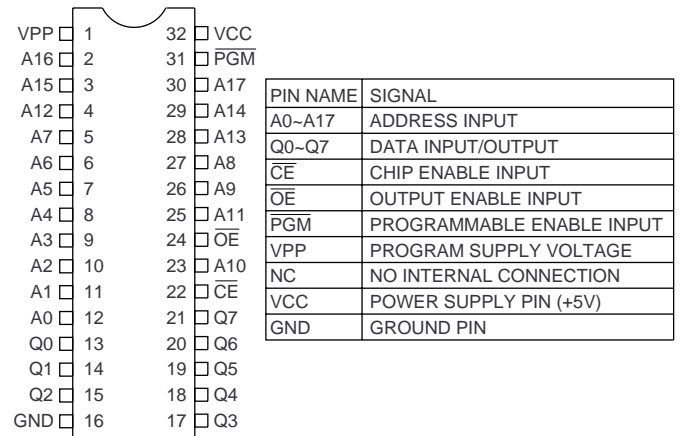 VPP 1 32 VCC
A16 2 31 PGM
A15 3 30 A17
A12 4 29 A14
A7 5 28 A13
A6 6 27 A8
A5 7 26 A9
A4 8 25 A11
A3 9 24 OE
A2 10 23 A10
A1 11 22 CE
A0 12 21 Q7
Q0 13 20 Q6
Q1 14 19 Q5
Q2 15 18 Q4
GND 16 17 Q3
PIN NAME SIGNAL
A0~A17 ADDRESS INPUT
Q0~Q7 DATA INPUT/OUTPUT
CE CHIP ENABLE INPUT
OE OUTPUT ENABLE INPUT
PGM PROGRAMMABLE ENABLE INPUT
VPP PROGRAM SUPPLY VOLTAGE
NC NO INTERNAL CONNECTION
VCC POWER SUPPLY PIN (+5V)
GND GROUND PIN